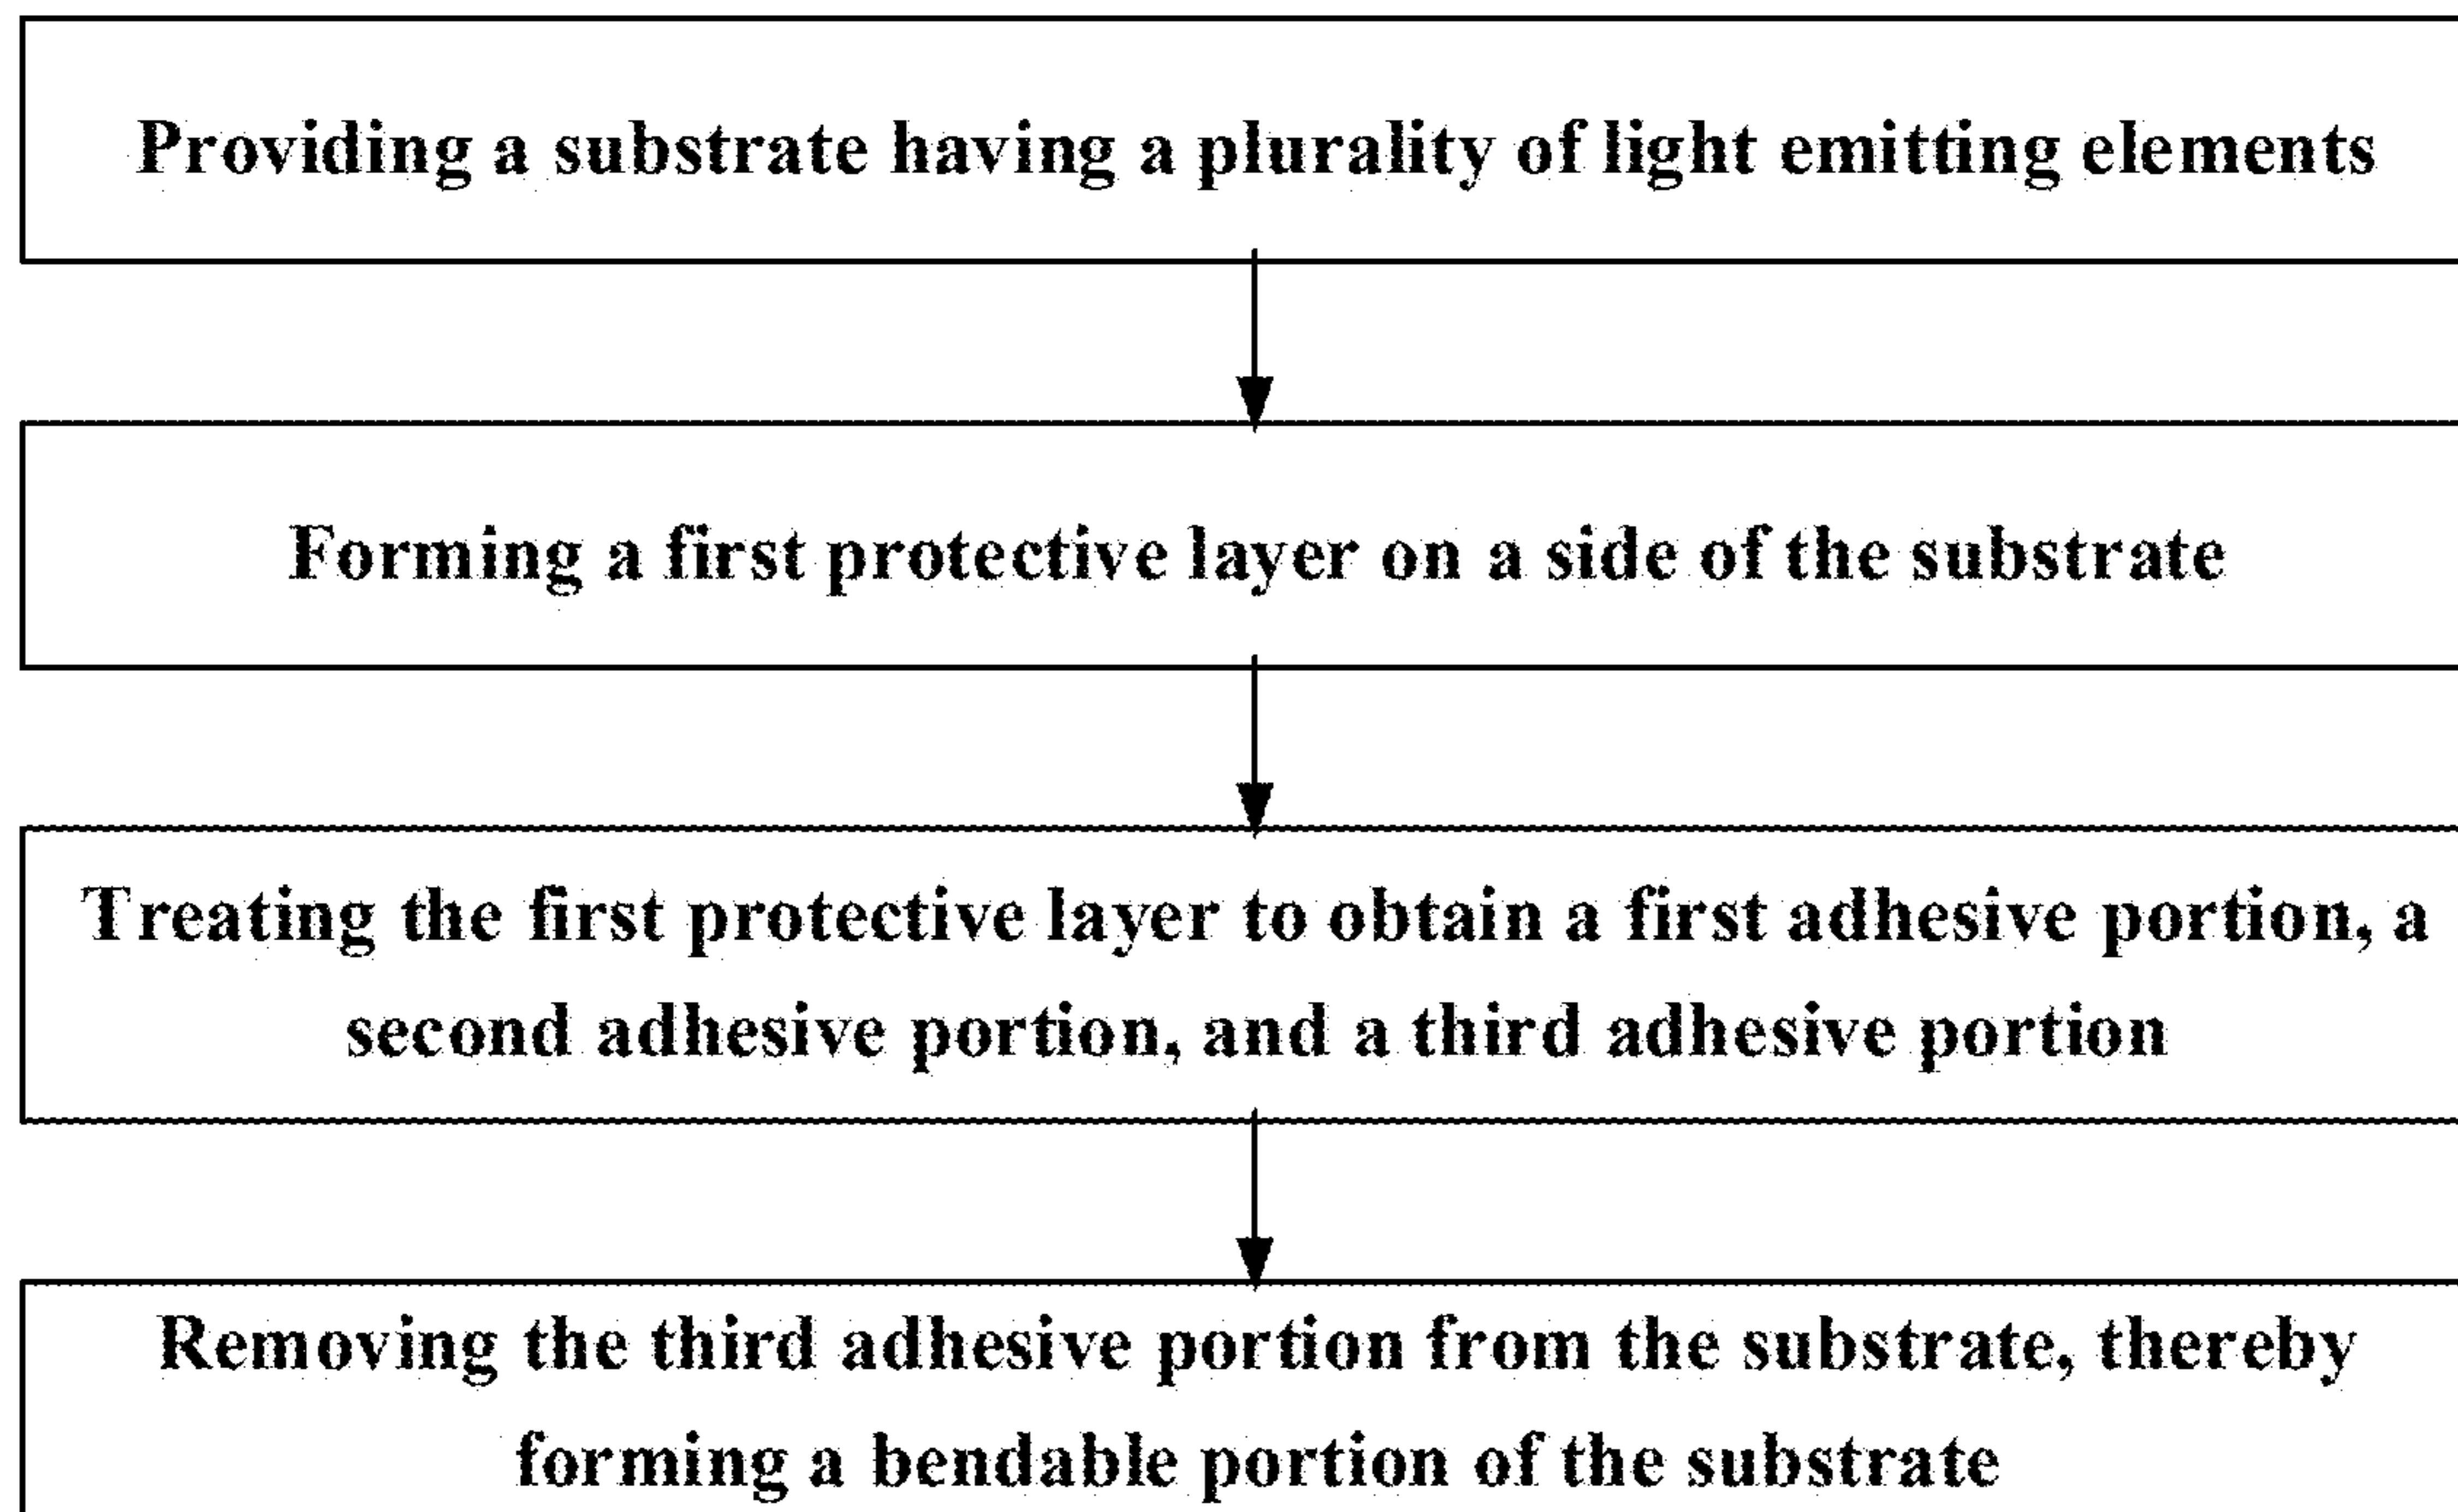 Providing a substrate having a plurality of light emitting elements
Forming a first protective layer on a side of the substrate
Treating the first protective layer to obtain a first adhesive portion, a
second adhesive portion, and a third adhesive portion
Removing the third adhesive portion from the substrate, thereby
forming a bendable portion of the substrate